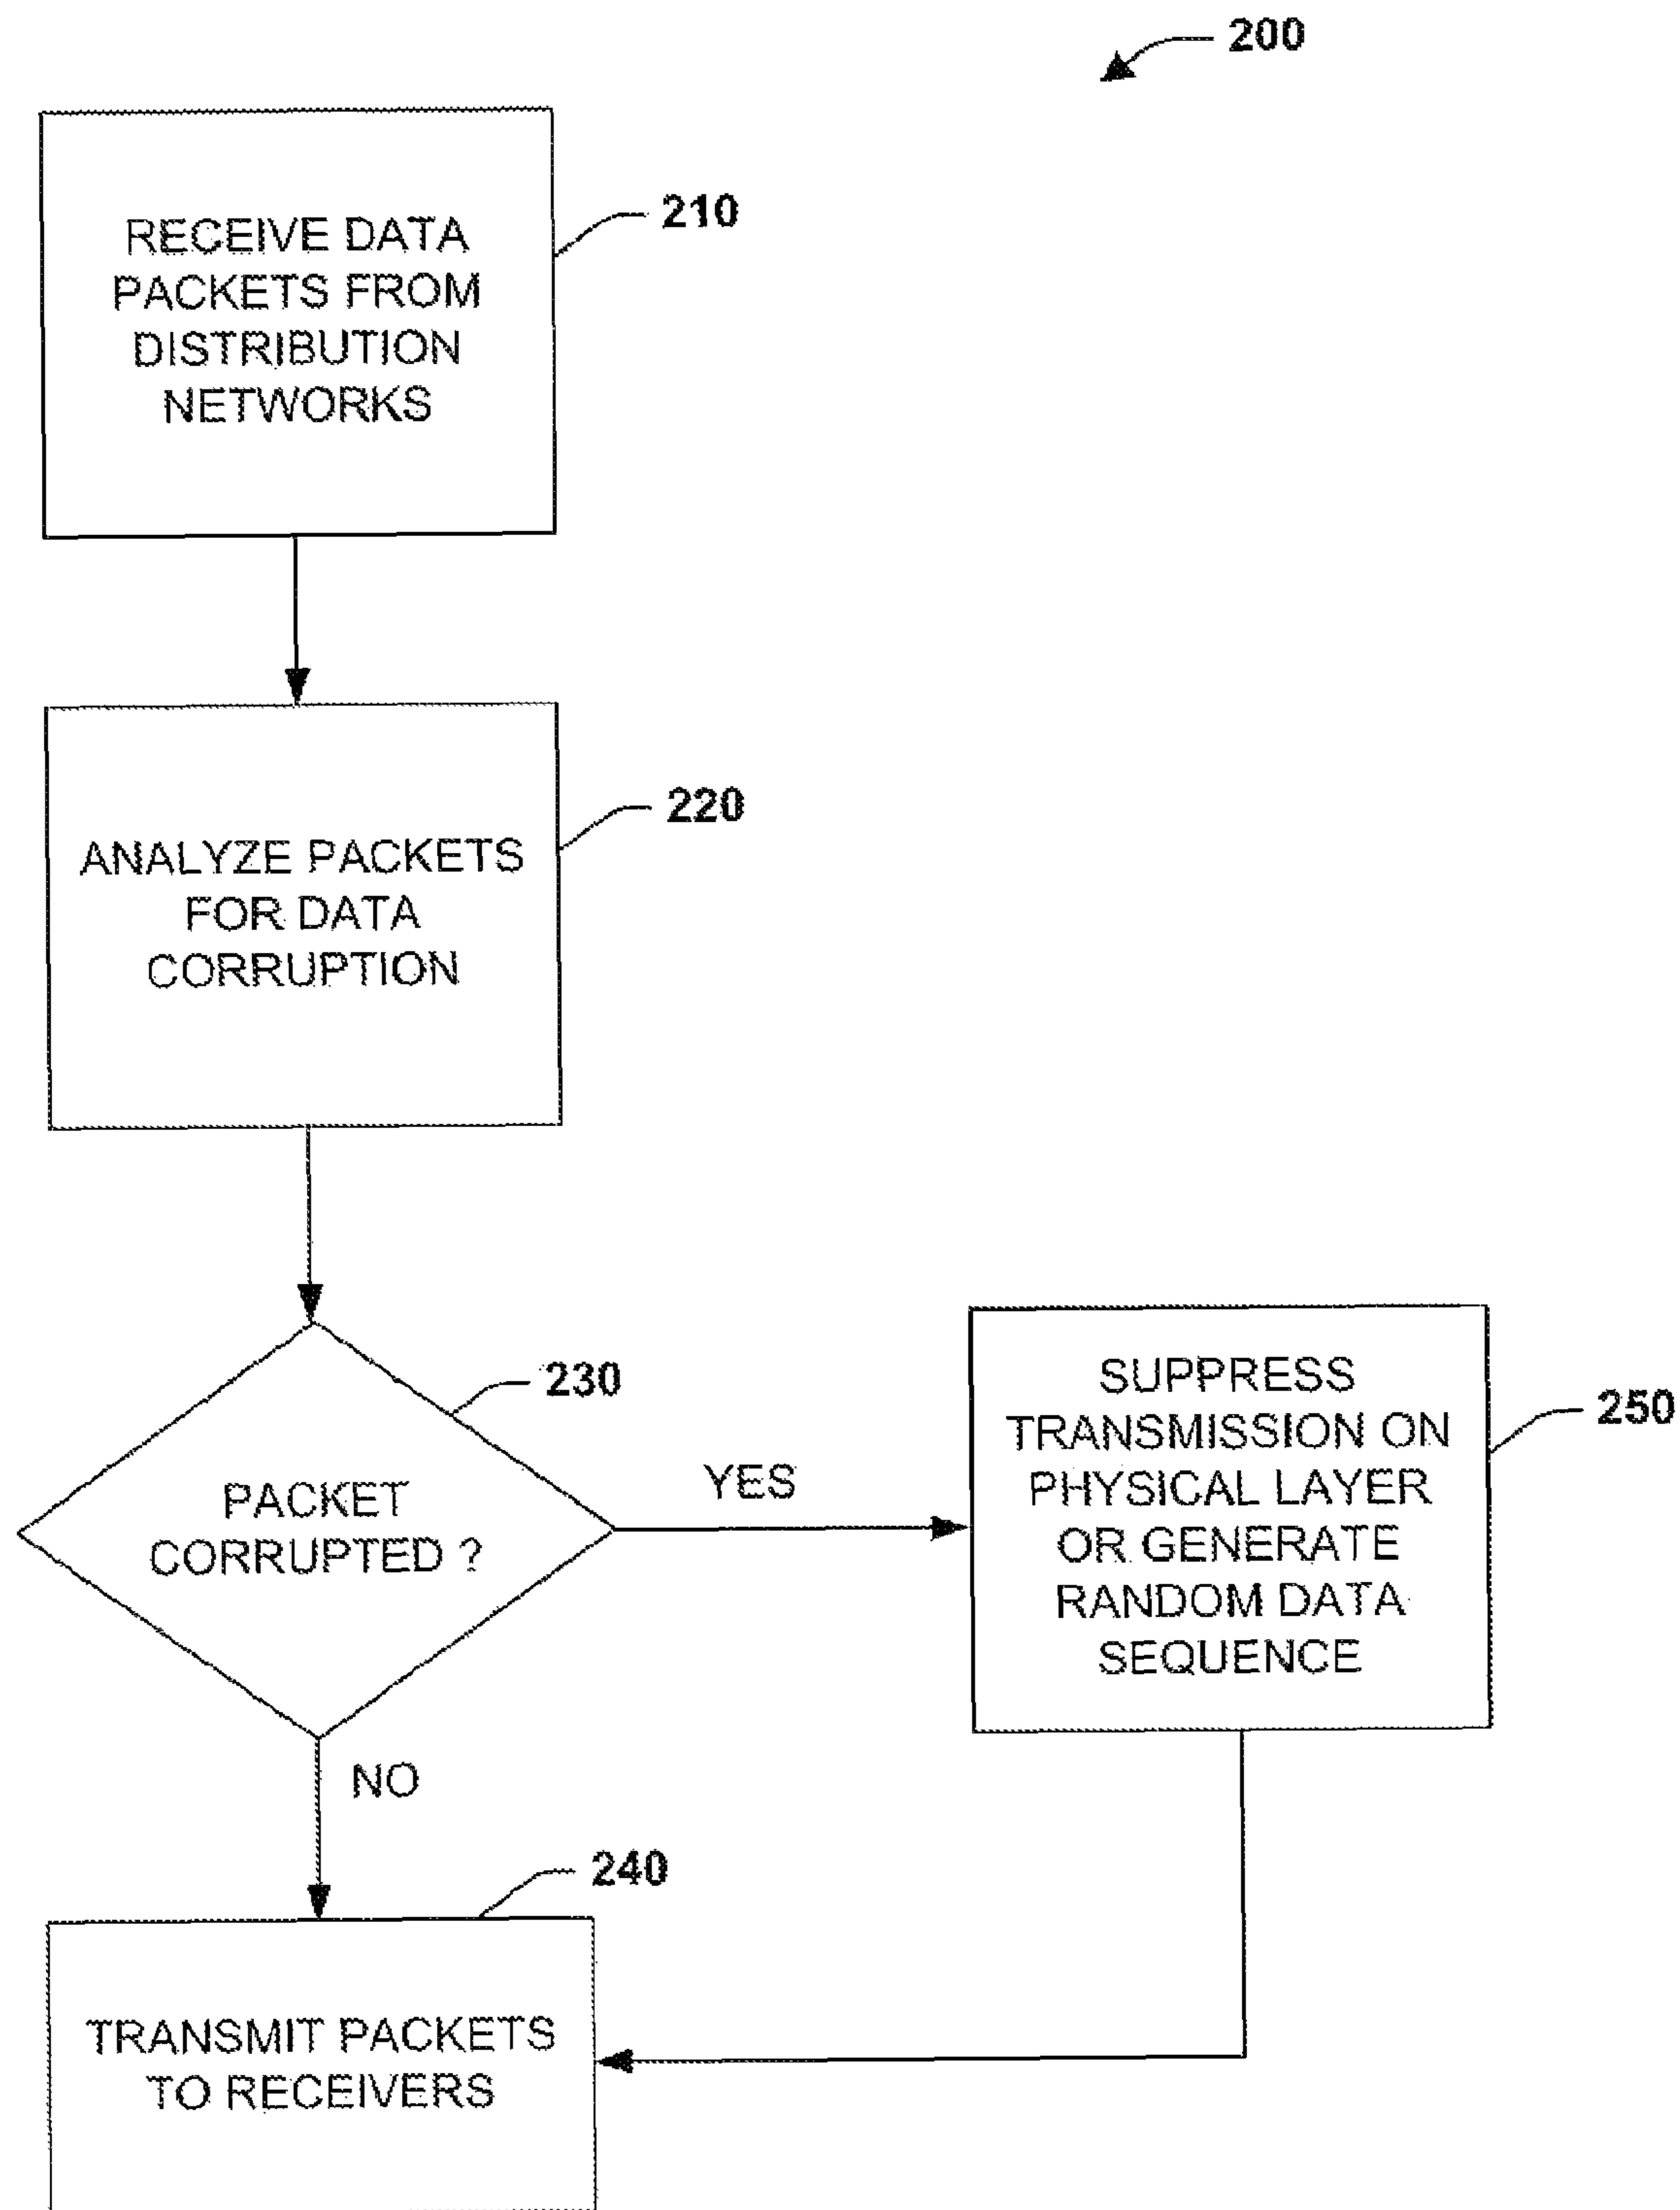 200
RECEIVE DATA
PACKETS FROM
DISTRIBUTION
NETWORKS
210
ANALYZE PACKETS
FOR DATA
CORRUPTION
220
PACKET
CORRUPTED ?
230
YES
SUPPRESS
TRANSMISSION ON
PHYSICAL LAYER
OR GENERATE
RANDOM DATA
SEQUENCE
250
NO
240
TRANSMIT PACKETS
TO RECEIVERS